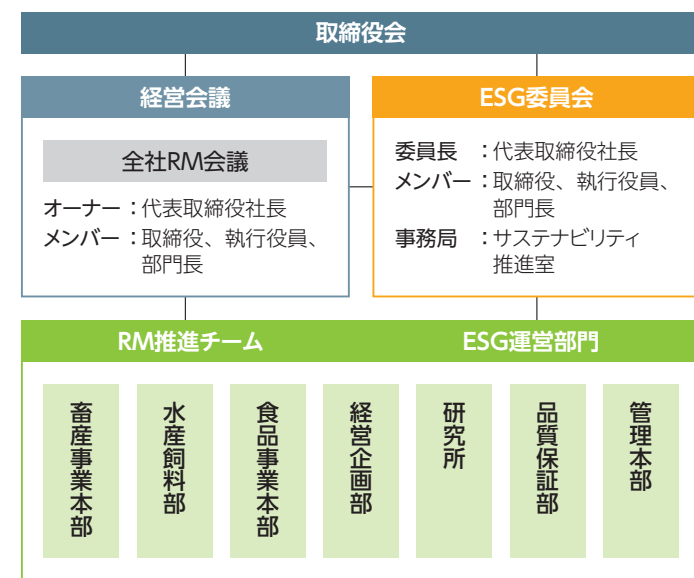 取締役会
経営会議
全社RM会議
オーナー：代表取締役社長
メンバー：取締役、執行役員、
部門長
ESG委員会
委員長　：代表取締役社長
メンバー：取締役、執行役員、
部門長
事務局　：サステナビリティ
推進室
RM推進チーム
ESG運営部門
畜産事業本部
水産飼料部
食品事業本部
経営企画部
研究所
品質保証部
管理本部